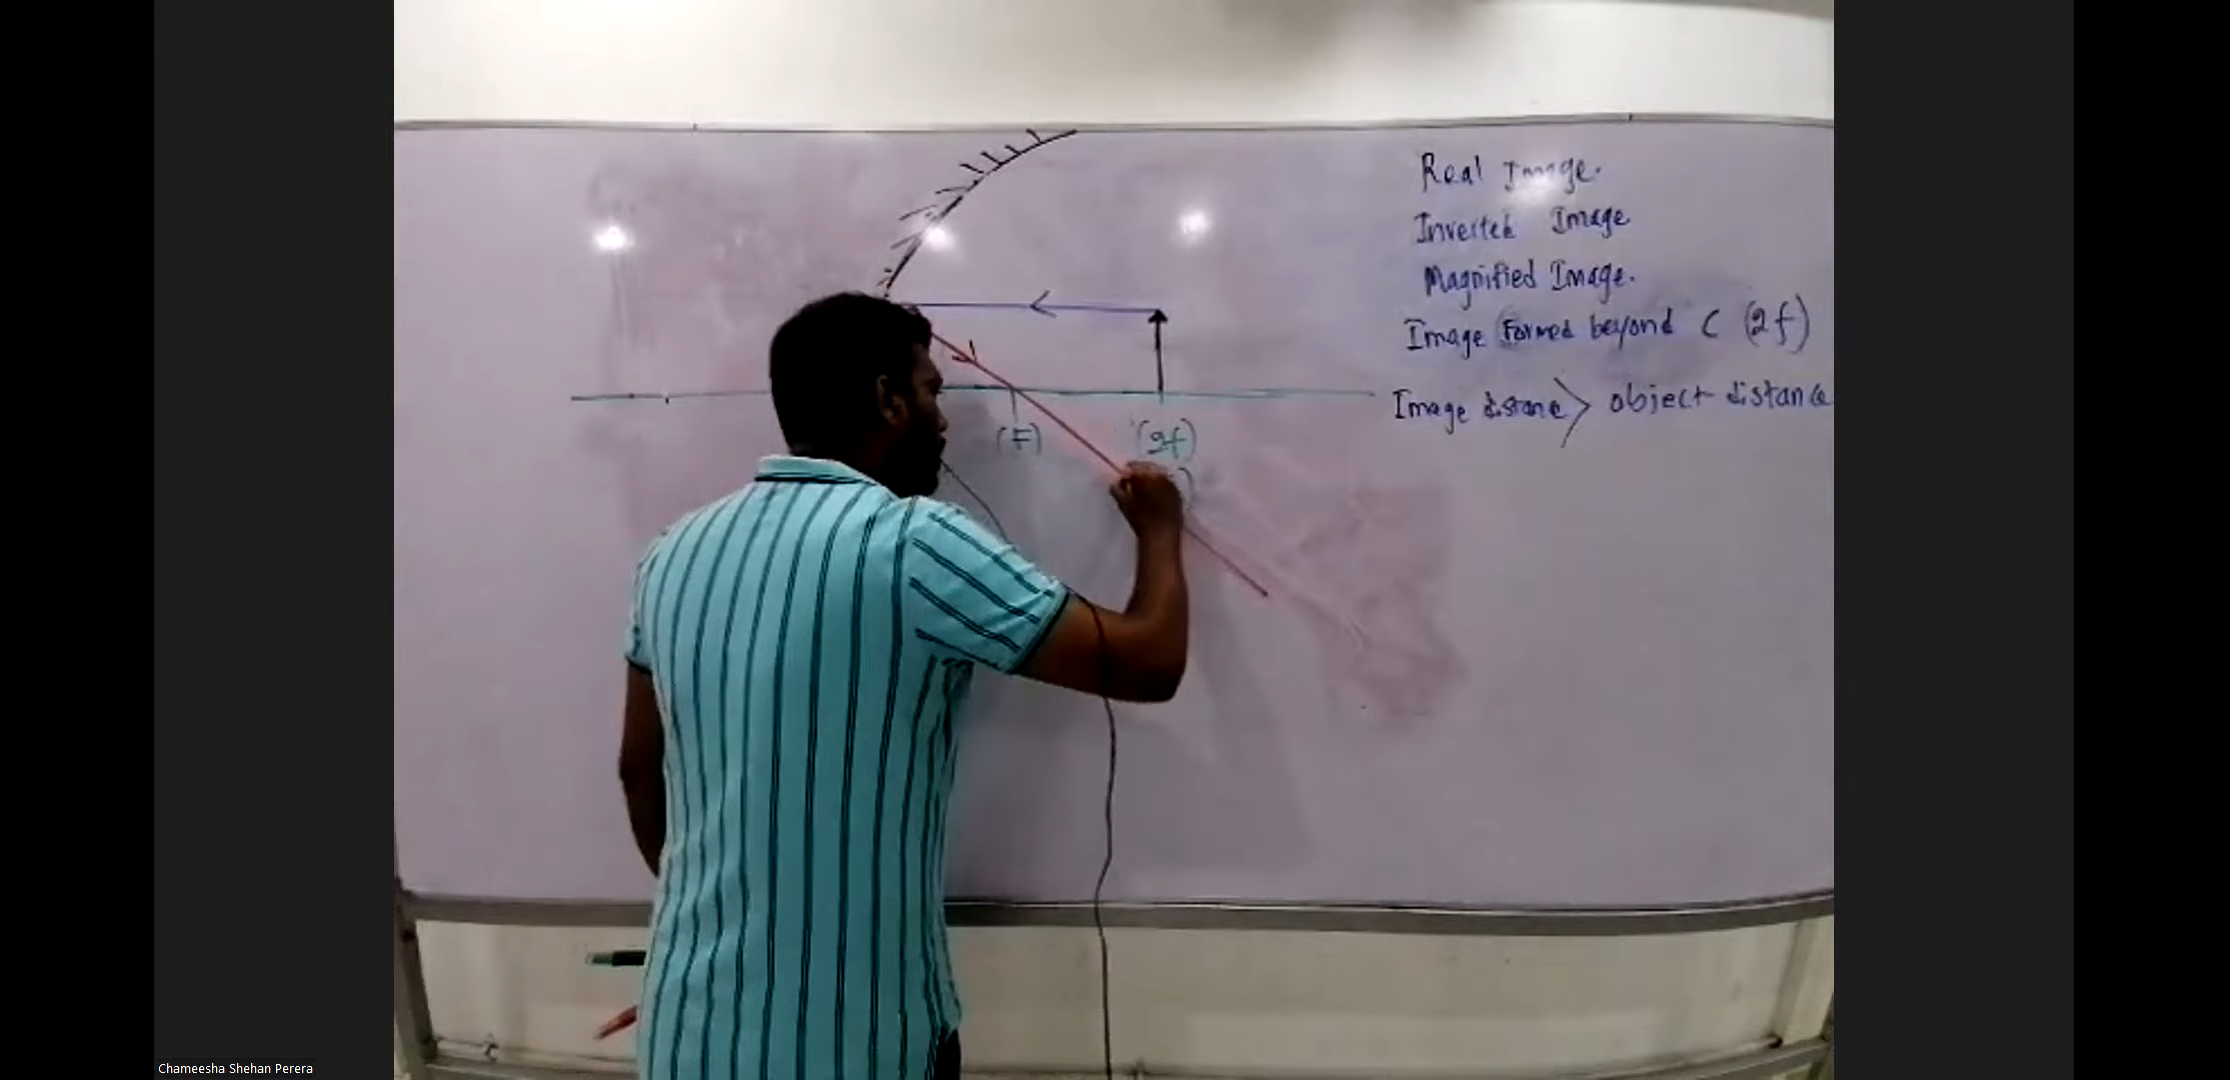 Real Image.
Inverted Image
Magnified Image.
Image Formed beyond C (2f)
Image distance > object distance
(F)
(2f)
Chameesha Shehan Perera